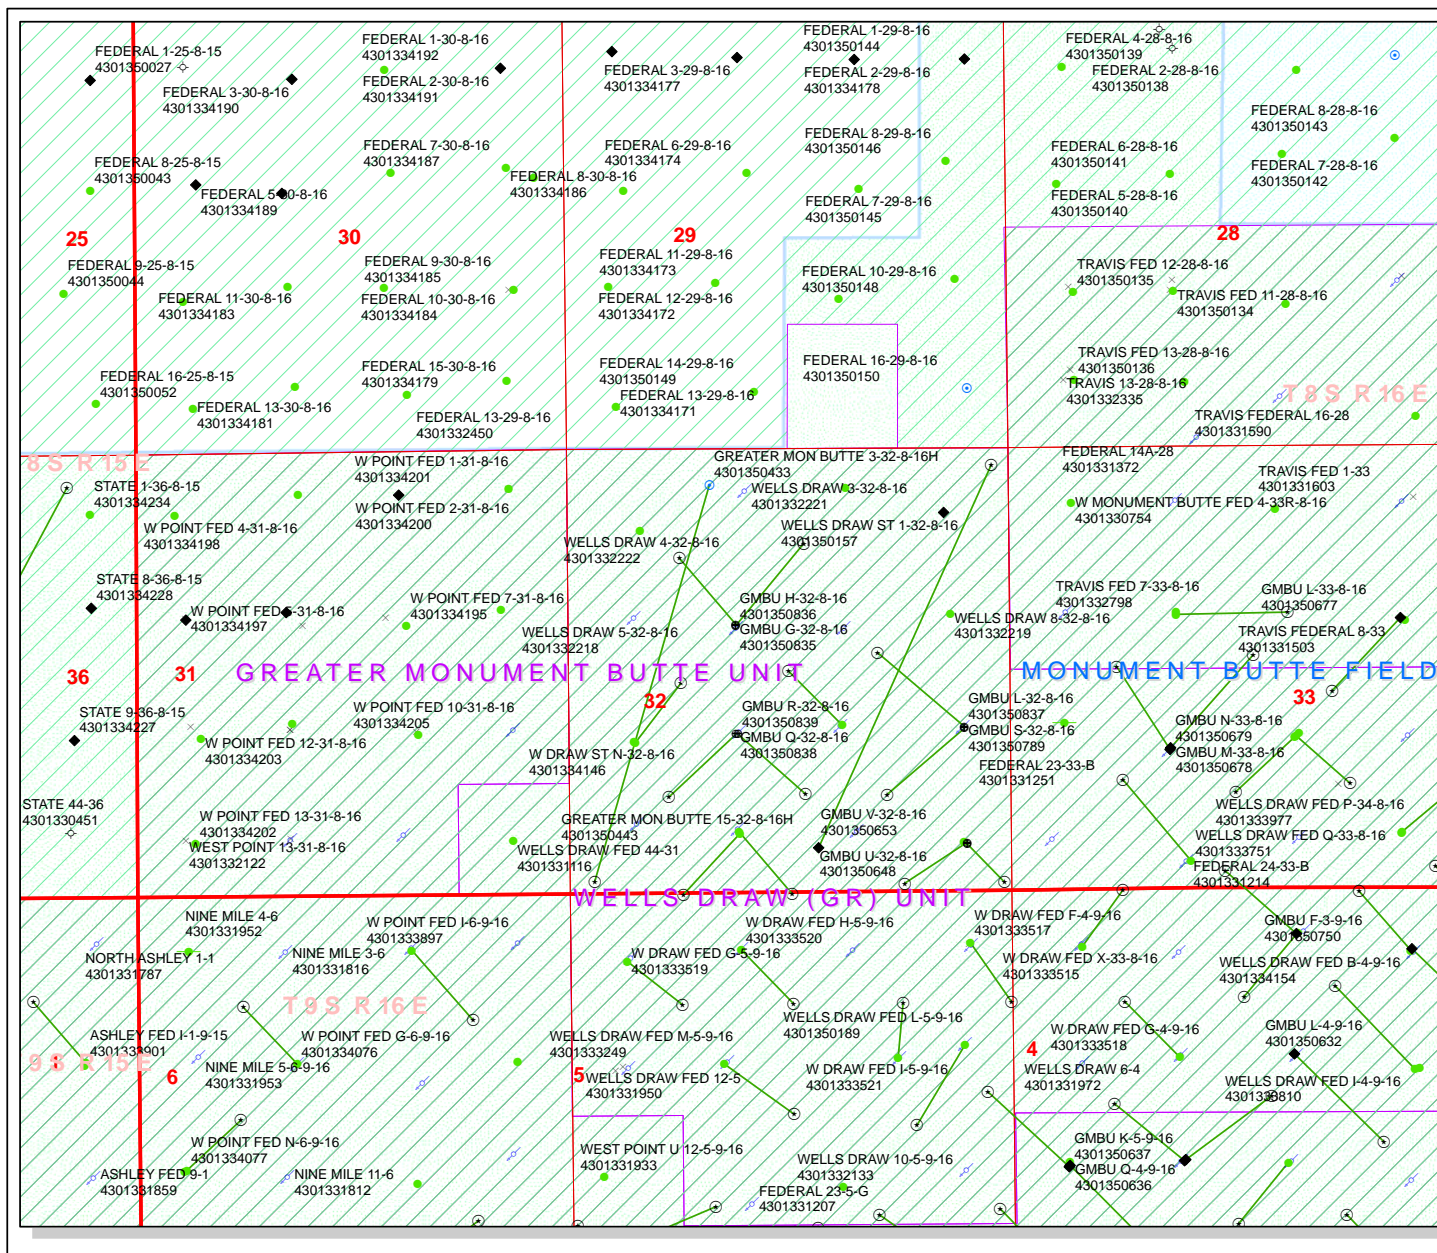 FEDERAL 1-25-8-15
4301350027
FEDERAL 3-30-8-16
4301334190
FEDERAL 1-30-8-16
4301334192
FEDERAL 2-30-8-16
4301334191
FEDERAL 3-29-8-16
4301334177
FEDERAL 1-29-8-16
4301350144
FEDERAL 2-29-8-16
4301334178
FEDERAL 4-28-8-16
4301350139
FEDERAL 2-28-8-16
4301350138
FEDERAL 8-28-8-16
4301350143
FEDERAL 7-28-8-16
4301350142
FEDERAL 8-25-8-15
4301350043
FEDERAL 5-30-8-16
4301334189
FEDERAL 7-30-8-16
4301334187
FEDERAL 8-30-8-16
4301334186
FEDERAL 6-29-8-16
4301334174
FEDERAL 8-29-8-16
4301350146
FEDERAL 7-29-8-16
4301350145
FEDERAL 6-28-8-16
4301350141
FEDERAL 5-28-8-16
4301350140
25
30
29
28
FEDERAL 9-25-8-15
4301350044
FEDERAL 11-30-8-16
4301334183
FEDERAL 9-30-8-16
4301334185
FEDERAL 10-30-8-16
4301334184
FEDERAL 11-29-8-16
4301334173
FEDERAL 12-29-8-16
4301334172
FEDERAL 10-29-8-16
4301350148
TRAVIS FED 12-28-8-16
4301350135
TRAVIS FED 11-28-8-16
4301350134
FEDERAL 16-25-8-15
4301350052
FEDERAL 13-30-8-16
4301334181
FEDERAL 15-30-8-16
4301334179
FEDERAL 13-29-8-16
4301332450
FEDERAL 14-29-8-16
4301350149
FEDERAL 13-29-8-16
4301334171
FEDERAL 16-29-8-16
4301350150
TRAVIS FED 13-28-8-16
4301350136
TRAVIS 13-28-8-16
4301332335
T 8 S R 16 E
TRAVIS FEDERAL 16-28
4301331590
8 S R 15 E
STATE 1-36-8-15
4301334234
W POINT FED 4-31-8-16
4301334198
W POINT FED 1-31-8-16
4301334201
W POINT FED 2-31-8-16
4301334200
GREATER MON BUTTE 3-32-8-16H
4301350433
WELLS DRAW 3-32-8-16
4301332221
WELLS DRAW ST 1-32-8-16
4301350157
WELLS DRAW 4-32-8-16
4301332222
FEDERAL 14A-28
4301331372
TRAVIS FED 1-33
4301331603
W MONUMENT BUTTE FED 4-33R-8-16
4301330754
STATE 8-36-8-15
4301334228
W POINT FED 5-31-8-16
4301334197
W POINT FED 7-31-8-16
4301334195
WELLS DRAW 5-32-8-16
4301332218
GMBU H-32-8-16
4301350836
GMBU G-32-8-16
4301350835
WELLS DRAW 8-32-8-16
4301332219
TRAVIS FED 7-33-8-16
4301332798
GMBU L-33-8-16
4301350677
TRAVIS FEDERAL 8-33
4301331503
36
31
GREATER MONUMENT BUTTE UNIT
32
MONUMENT BUTTE FIELD
33
STATE 9-36-8-15
4301334227
W POINT FED 12-31-8-16
4301334203
W POINT FED 10-31-8-16
4301334205
W DRAW ST N-32-8-16
4301334146
GMBU R-32-8-16
4301350839
GMBU Q-32-8-16
4301350838
GMBU L-32-8-16
4301350837
GMBU S-32-8-16
4301350789
FEDERAL 23-33-B
4301331251
GMBU N-33-8-16
4301350679
GMBU M-33-8-16
4301350678
STATE 44-36
4301330451
W POINT FED 13-31-8-16
4301334202
WEST POINT 13-31-8-16
4301332122
GREATER MON BUTTE 15-32-8-16H
4301350443
WELLS DRAW FED 44-31
4301331116
GMBU V-32-8-16
4301350653
GMBU U-32-8-16
4301350648
WELLS DRAW FED P-34-8-16
4301333977
WELLS DRAW FED Q-33-8-16
4301333751
FEDERAL 24-33-B
4301331214
WELLS DRAW (GR) UNIT
NINE MILE 4-6
4301331952
NORTH ASHLEY 1-1
4301331787
NINE MILE 3-6
4301331816
W POINT FED I-6-9-16
4301333897
W DRAW FED H-5-9-16
4301333520
W DRAW FED G-5-9-16
4301333519
W DRAW FED F-4-9-16
4301333517
W DRAW FED X-33-8-16
4301333515
GMBU F-3-9-16
4301350750
WELLS DRAW FED B-4-9-16
4301334154
T 9 S R 16 E
ASHLEY FED I-1-9-15
4301333901
9 S R 15 E
1
6
NINE MILE 5-6-9-16
4301331953
W POINT FED G-6-9-16
4301334076
WELLS DRAW FED M-5-9-16
4301333249
5
WELLS DRAW FED 12-5
4301331950
WELLS DRAW FED L-5-9-16
4301350189
W DRAW FED I-5-9-16
4301333521
4
W DRAW FED G-4-9-16
4301333518
WELLS DRAW 6-4
4301331972
GMBU L-4-9-16
4301350632
WELLS DRAW FED I-4-9-16
4301333810
W POINT FED N-6-9-16
4301334077
ASHLEY FED 9-1
4301331859
NINE MILE 11-6
4301331812
WEST POINT U 12-5-9-16
4301331933
WELLS DRAW 10-5-9-16
4301332133
FEDERAL 23-5-G
4301331207
GMBU K-5-9-16
4301350637
GMBU Q-4-9-16
4301350636